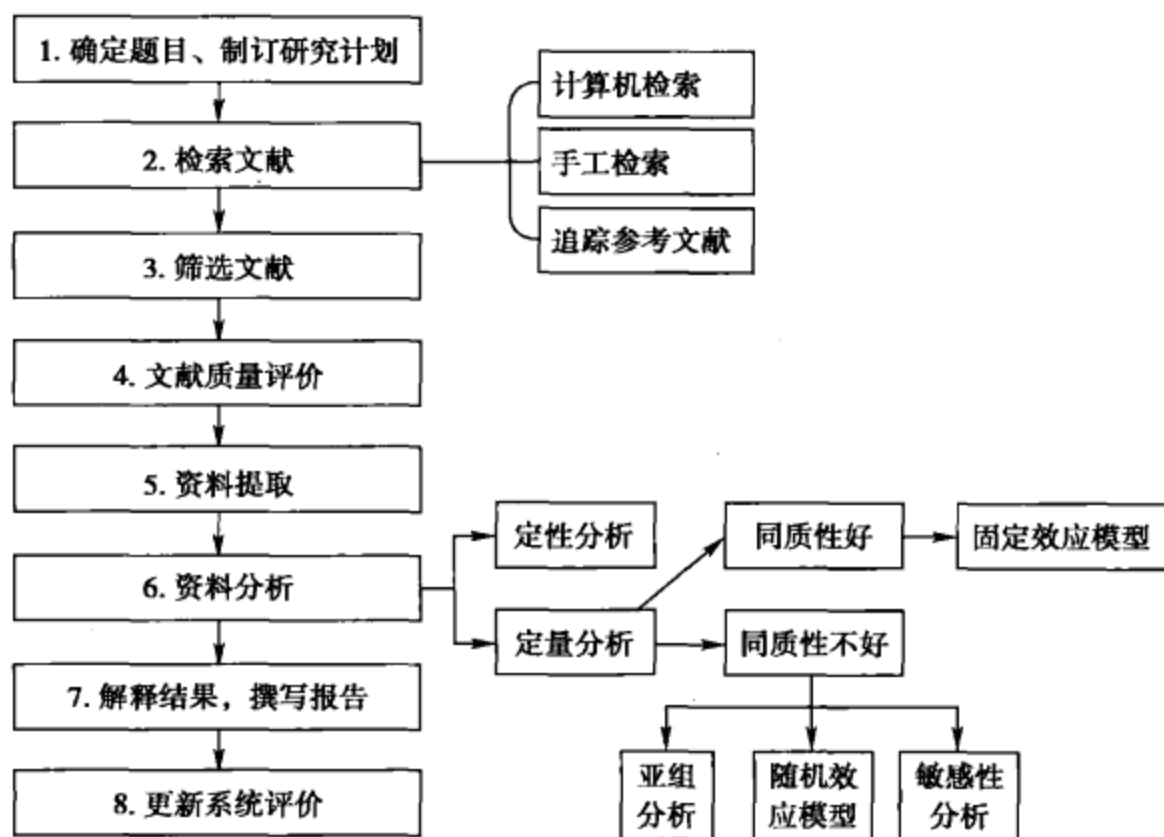 1. 确定题目、制订研究计划
计算机检索
2. 检索文献
手工检索
追踪参考文献
3. 筛选文献
4. 文献质量评价
5. 资料提取
定性分析
同质性好
固定效应模型
6. 资料分析
定量分析
同质性不好
7. 解释结果，撰写报告
8. 更新系统评价
亚组
分析
随机效
应模型
敏感性
分析